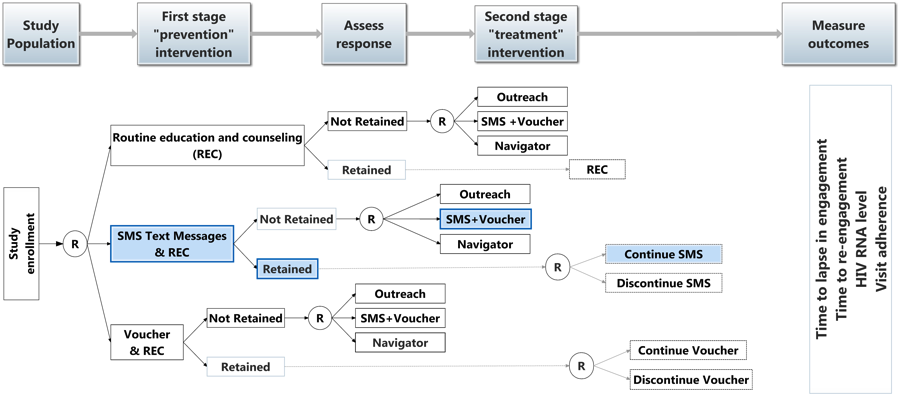 Study
Population
First stage
"prevention"
intervention
Assess
response
Second stage
"treatment"
intervention
Measure
outcomes
Study
enrollment
R
Routine education and counseling
(REC)
Not Retained
R
Outreach
SMS +Voucher
Navigator
Retained
REC
SMS Text Messages
& REC
Not Retained
R
Outreach
SMS+Voucher
Navigator
Retained
R
Continue SMS
Discontinue SMS
Voucher
& REC
Not Retained
R
Outreach
SMS+Voucher
Navigator
Retained
R
Continue Voucher
Discontinue Voucher
Time to lapse in engagement
Time to re-engagement
HIV RNA level
Visit adherence